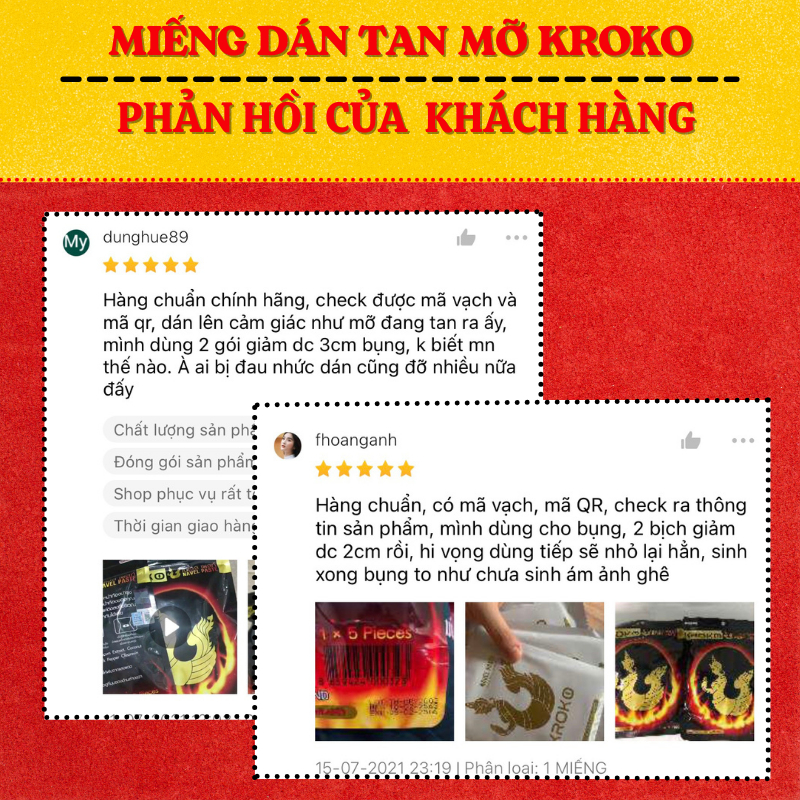 MIẾNG DÁN TAN MỠ KROKO
PHẢN HỒI CỦA KHÁCH HÀNG
My
dunghue89
Hàng chuẩn chính hãng, check được mã vạch và
mã qr, dán lên cảm giác như mỡ đang tan ra ấy,
mình dùng 2 gói giảm dc 3cm bụng, k biết mn
thế nào. À ai bị đau nhức dán cũng đỡ nhiều nữa
đấy
Chất lượng sản
Đóng gói sản phẩm
Shop phục vụ rất
Thời gian giao hàn
NAVEL PASTE
fhoanganh
Hàng chuẩn, có mã vạch, mã QR, check ra thông
tin sản phẩm, mình dùng cho bụng, 2 bịch giảm
dc 2cm rồi, hi vọng dùng tiếp sẽ nhỏ lại hẳn, sinh
xong bụng to như chưa sinh ám ảnh ghê
1 x 5 Pieces
KROKO
15-07-2021 23:19 | Phân loại: 1 MIẾNG